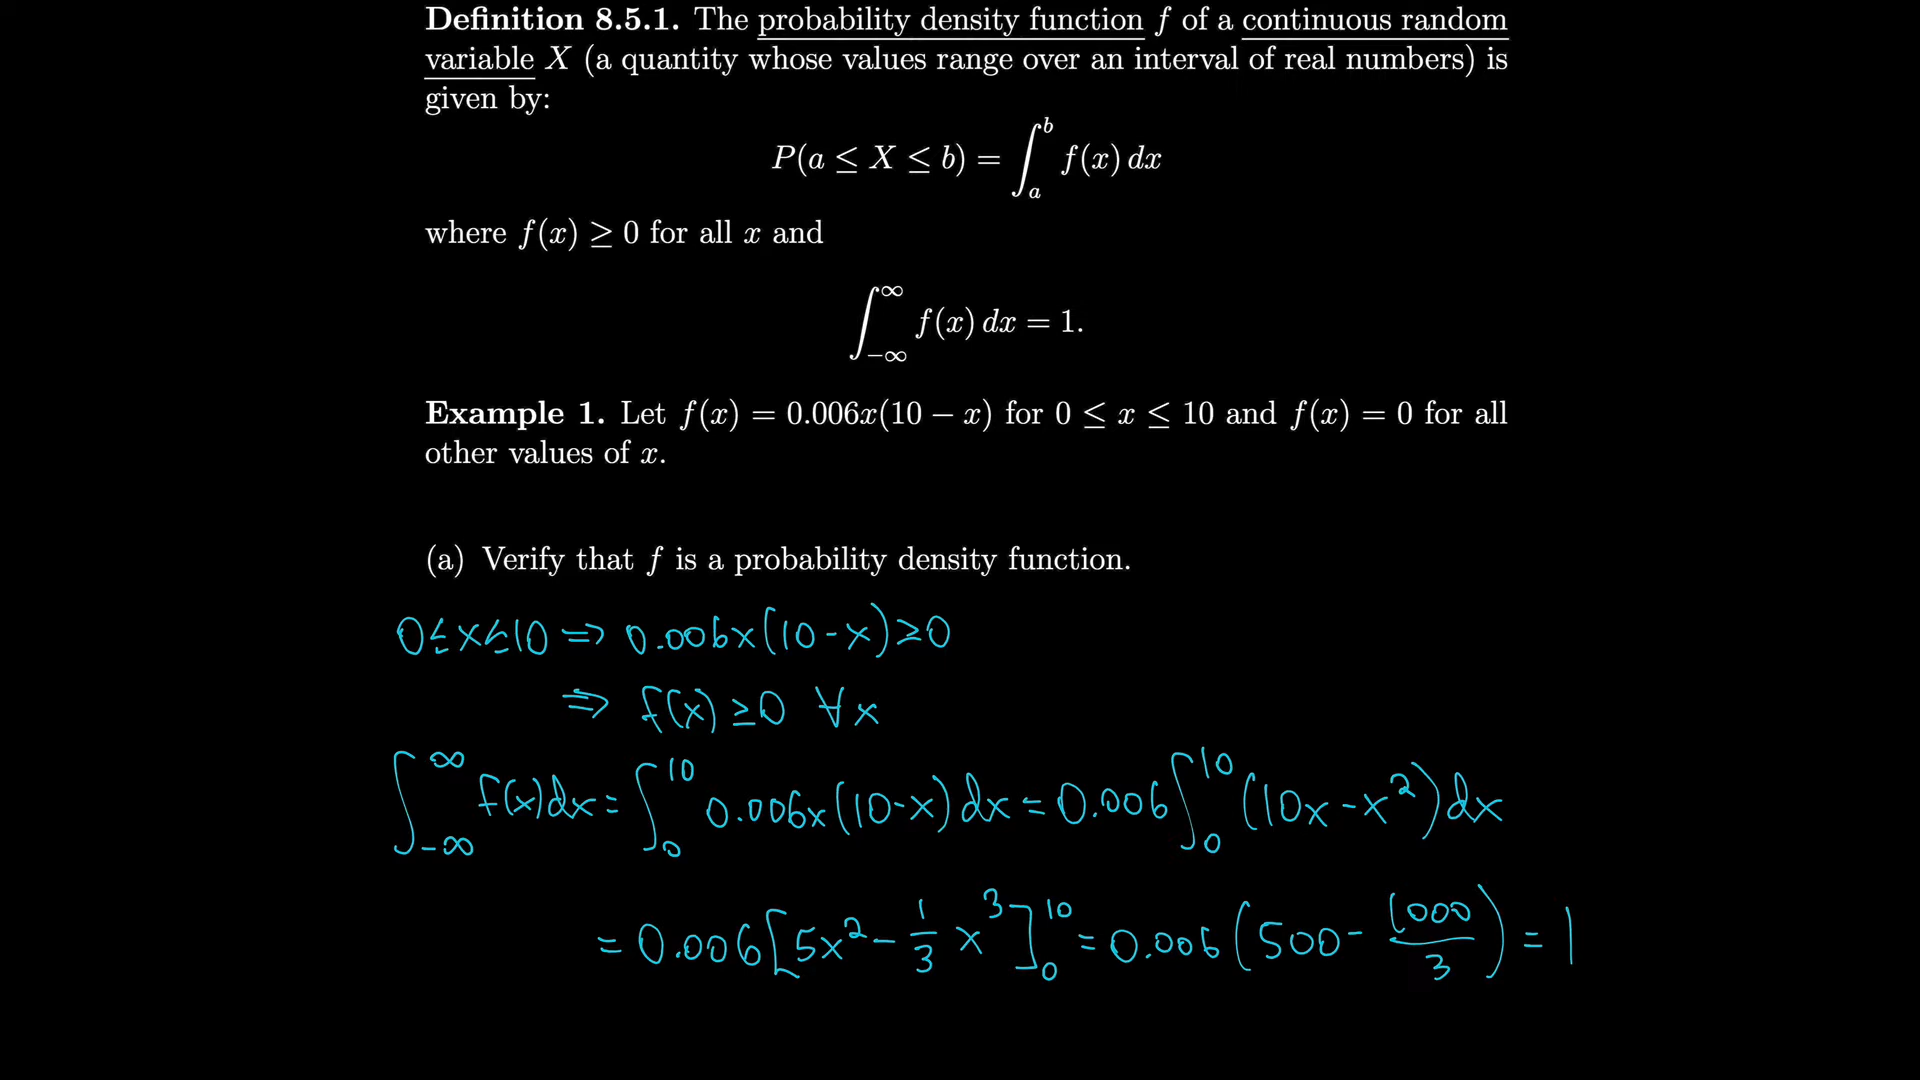 Definition 8.5.1. The probability density function f of a continuous random
variable X (a quantity whose values range over an interval of real numbers) is
given by:
P(a ≤ X ≤ b) = ∫_a^b f(x) dx
where f(x) ≥ 0 for all x and
∫_{-∞}^{∞} f(x) dx = 1.
Example 1. Let f(x) = 0.006x(10 − x) for 0 ≤ x ≤ 10 and f(x) = 0 for all
other values of x.
(a) Verify that f is a probability density function.
0 ≤ x ≤ 10 ⇒ 0.006x(10-x) ≥ 0
⇒ f(x) ≥ 0 ∀x
∫_{-∞}^{∞} f(x)dx = ∫_0^{10} 0.006x(10-x)dx = 0.006 ∫_0^{10} (10x-x²)dx
= 0.006[5x² - 1/3 x³]_0^{10} = 0.006(500 - 1000/3) = 1